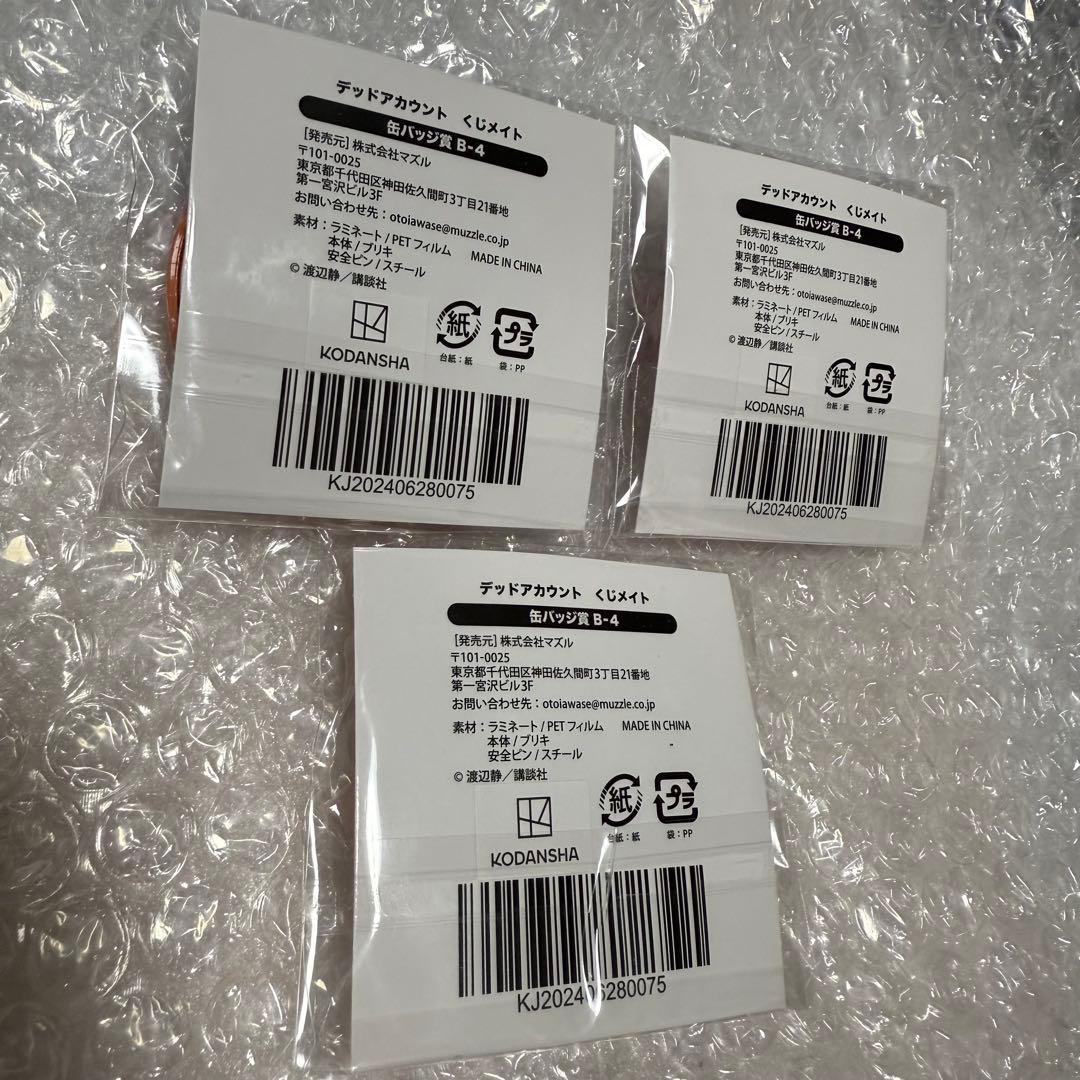 デッドアカウント くじメイト
缶バッジ賞 B-4
[発売元] 株式会社マズル
〒101-0025
東京都千代田区神田佐久間町3丁目21番地
第一宮沢ビル3F
お問い合わせ先：otoiawase@muzzle.co.jp
素材：ラミネート / PETフィルム MADE IN CHINA
本体 / ブリキ
安全ピン / スチール
© 渡辺静／講談社
紙 プラ
KODANSHA 台紙：紙 袋：PP
KJ202406280075
デッドアカウント くじメイト
缶バッジ賞 B-4
[発売元] 株式会社マズル
〒101-0025
東京都千代田区神田佐久間町3丁目21番地
第一宮沢ビル3F
お問い合わせ先：otoiawase@muzzle.co.jp
素材：ラミネート / PETフィルム MADE IN CHINA
本体 / ブリキ
安全ピン / スチール
© 渡辺静／講談社
紙 プラ
KODANSHA 台紙：紙 袋：PP
KJ202406280075
デッドアカウント くじメイト
缶バッジ賞 B-4
[発売元] 株式会社マズル
〒101-0025
東京都千代田区神田佐久間町3丁目21番地
第一宮沢ビル3F
お問い合わせ先：otoiawase@muzzle.co.jp
素材：ラミネート / PETフィルム MADE IN CHINA
本体 / ブリキ
安全ピン / スチール
© 渡辺静／講談社
紙 プラ
台紙：紙 袋：PP
KODANSHA
KJ202406280075